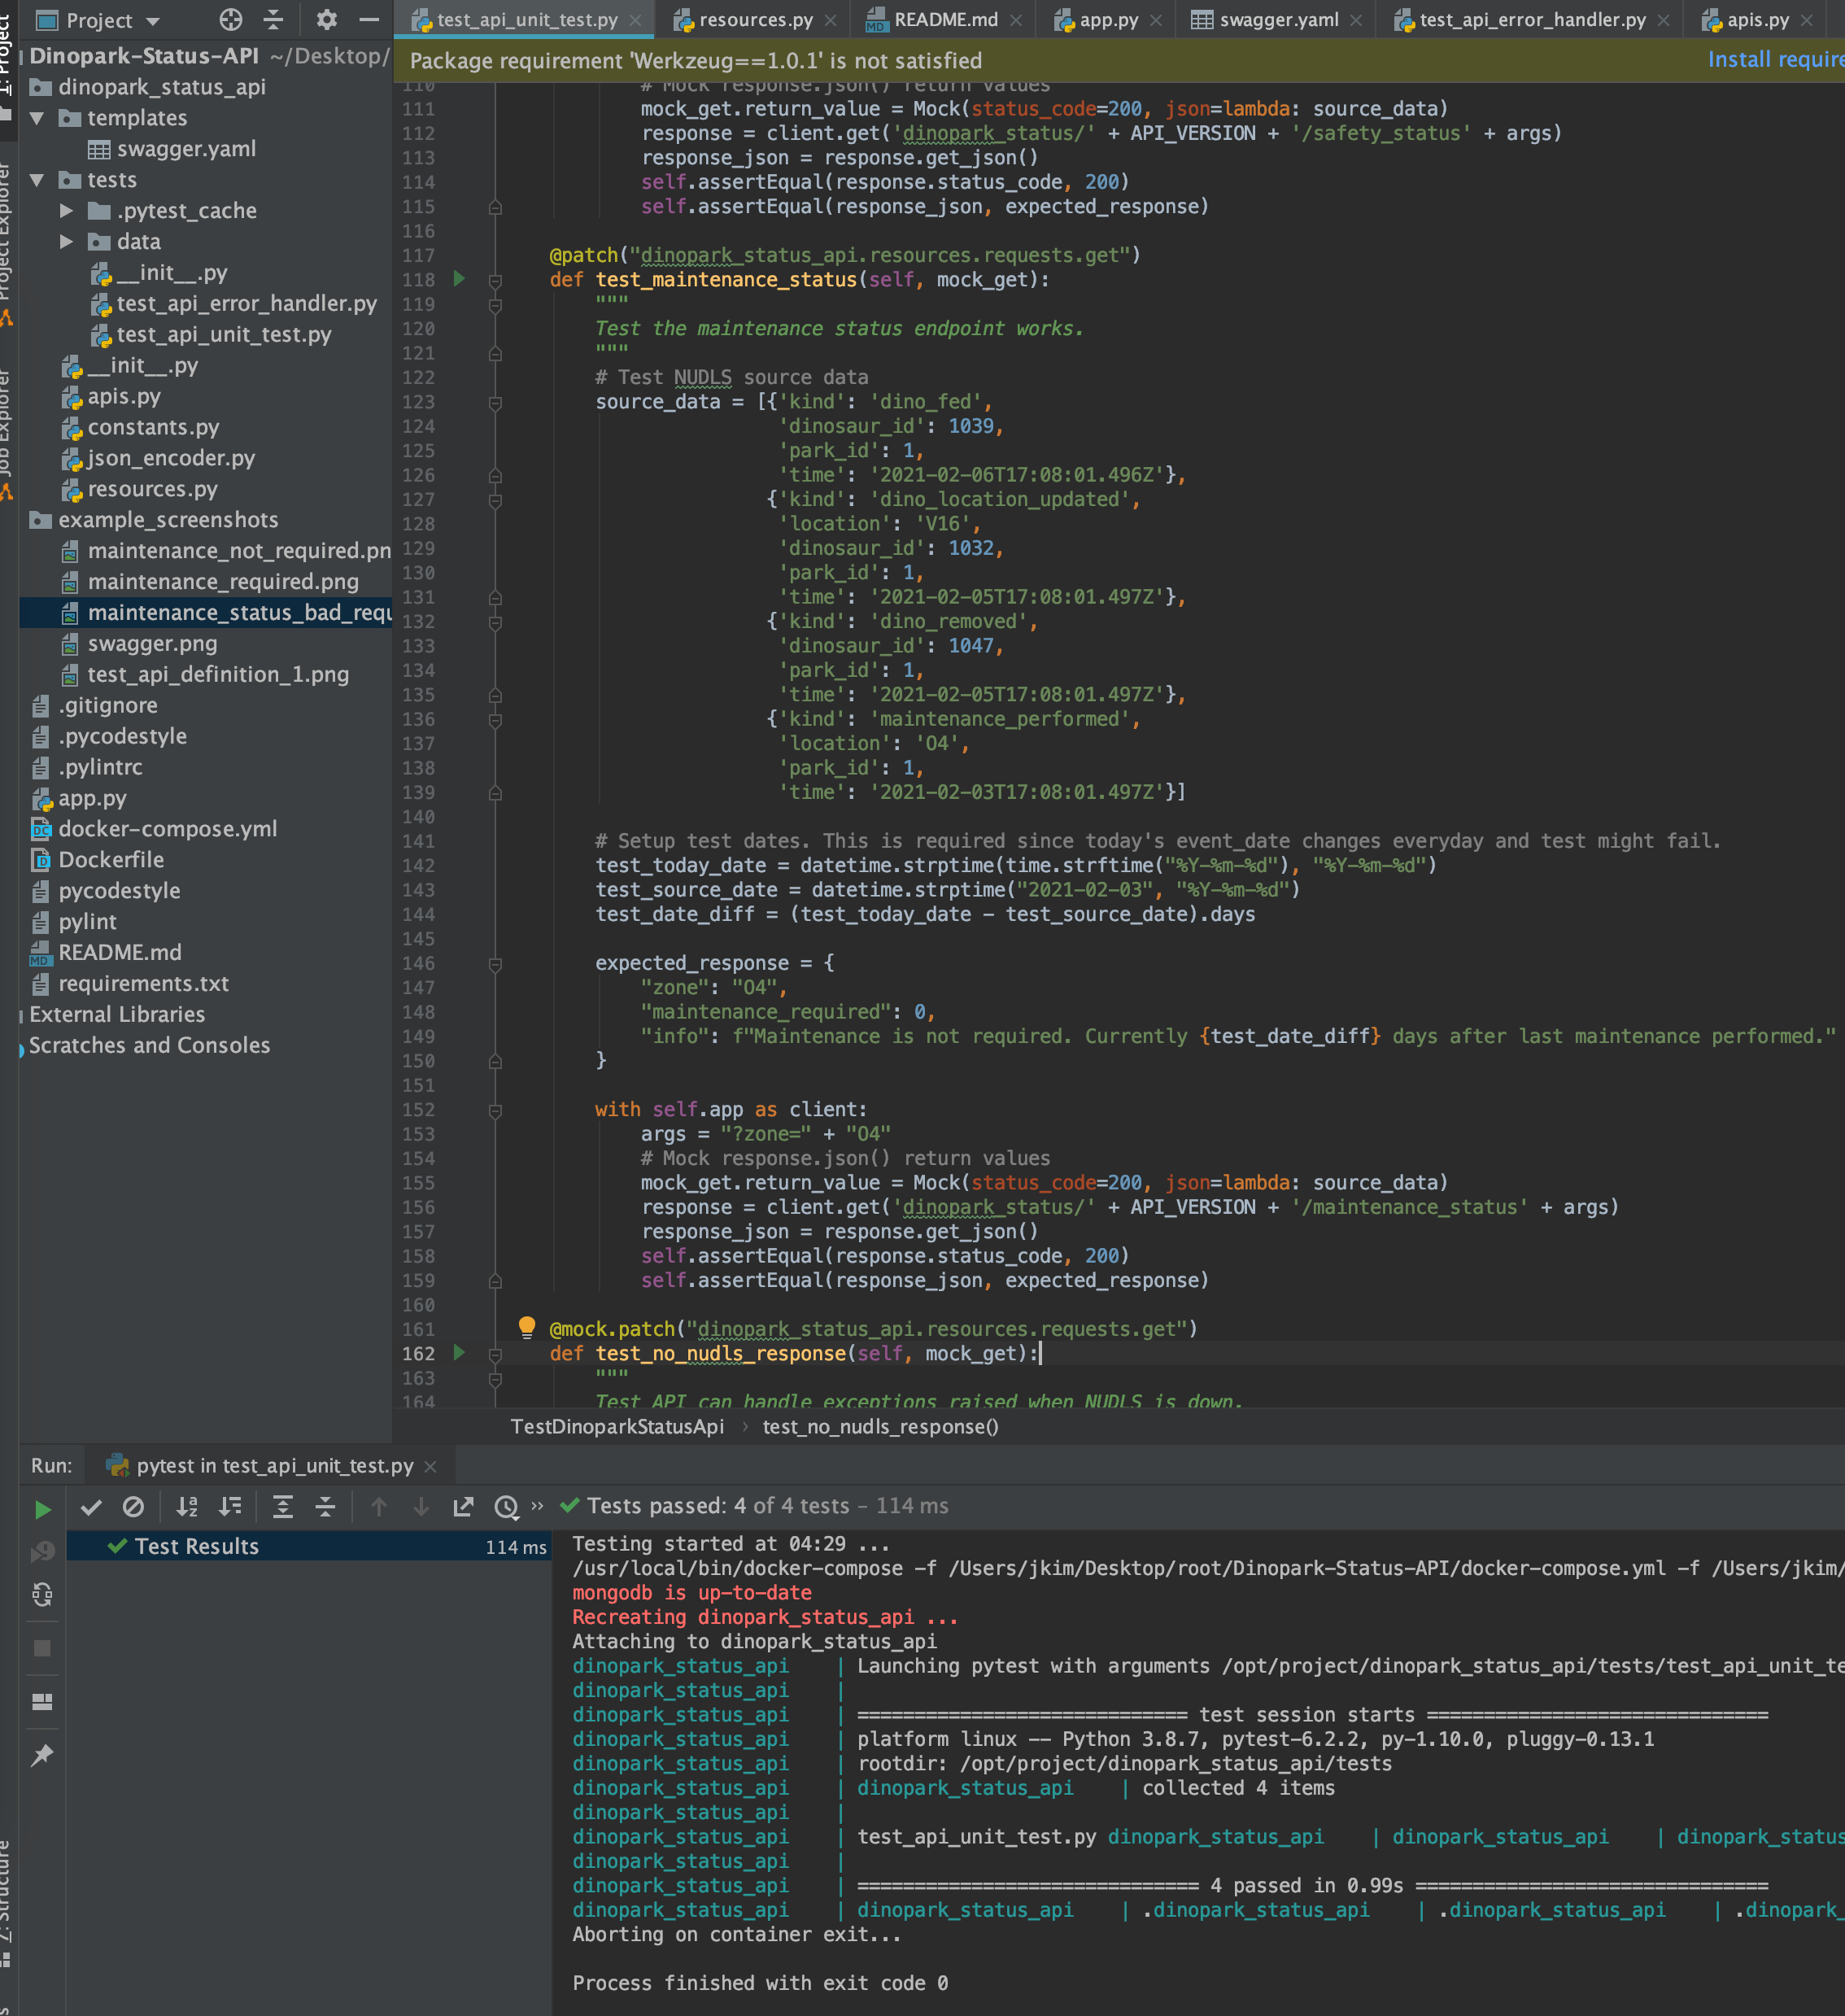 Project
test_api_unit_test.py
resources.py
README.md
app.py
swagger.yaml
test_api_error_handler.py
apis.py
1: Project
Project Explorer
Job Explorer
Z: Structure
Dinopark-Status-API ~/Desktop/
dinopark_status_api
templates
swagger.yaml
tests
.pytest_cache
data
__init__.py
test_api_error_handler.py
test_api_unit_test.py
__init__.py
apis.py
constants.py
json_encoder.py
resources.py
example_screenshots
maintenance_not_required.pn
maintenance_required.png
maintenance_status_bad_requ
swagger.png
test_api_definition_1.png
.gitignore
.pycodestyle
.pylintrc
app.py
docker-compose.yml
Dockerfile
pycodestyle
pylint
README.md
requirements.txt
External Libraries
Scratches and Consoles
Package requirement 'Werkzeug==1.0.1' is not satisfied
Install require
110 # Mock response.json() return values
111 mock_get.return_value = Mock(status_code=200, json=lambda: source_data)
112 response = client.get('dinopark_status/' + API_VERSION + '/safety_status' + args)
113 response_json = response.get_json()
114 self.assertEqual(response.status_code, 200)
115 self.assertEqual(response_json, expected_response)
116
117 @patch("dinopark_status_api.resources.requests.get")
118 def test_maintenance_status(self, mock_get):
119 """
120 Test the maintenance status endpoint works.
121 """
122 # Test NUDLS source data
123 source_data = [{'kind': 'dino_fed',
124 'dinosaur_id': 1039,
125 'park_id': 1,
126 'time': '2021-02-06T17:08:01.496Z'},
127 {'kind': 'dino_location_updated',
128 'location': 'V16',
129 'dinosaur_id': 1032,
130 'park_id': 1,
131 'time': '2021-02-05T17:08:01.497Z'},
132 {'kind': 'dino_removed',
133 'dinosaur_id': 1047,
134 'park_id': 1,
135 'time': '2021-02-05T17:08:01.497Z'},
136 {'kind': 'maintenance_performed',
137 'location': 'O4',
138 'park_id': 1,
139 'time': '2021-02-03T17:08:01.497Z'}]
140
141 # Setup test dates. This is required since today's event_date changes everyday and test might fail.
142 test_today_date = datetime.strptime(time.strftime("%Y-%m-%d"), "%Y-%m-%d")
143 test_source_date = datetime.strptime("2021-02-03", "%Y-%m-%d")
144 test_date_diff = (test_today_date - test_source_date).days
145
146 expected_response = {
147 "zone": "O4",
148 "maintenance_required": 0,
149 "info": f"Maintenance is not required. Currently {test_date_diff} days after last maintenance performed."
150 }
151
152 with self.app as client:
153 args = "?zone=" + "O4"
154 # Mock response.json() return values
155 mock_get.return_value = Mock(status_code=200, json=lambda: source_data)
156 response = client.get('dinopark_status/' + API_VERSION + '/maintenance_status' + args)
157 response_json = response.get_json()
158 self.assertEqual(response.status_code, 200)
159 self.assertEqual(response_json, expected_response)
160
161 @mock.patch("dinopark_status_api.resources.requests.get")
162 def test_no_nudls_response(self, mock_get):
163 """
164 Test API can handle exceptions raised when NUDLS is down.
TestDinoparkStatusApi › test_no_nudls_response()
Run: pytest in test_api_unit_test.py
Tests passed: 4 of 4 tests – 114 ms
Test Results 114 ms
Testing started at 04:29 ...
/usr/local/bin/docker-compose -f /Users/jkim/Desktop/root/Dinopark-Status-API/docker-compose.yml -f /Users/jkim/
mongodb is up-to-date
Recreating dinopark_status_api ...
Attaching to dinopark_status_api
dinopark_status_api | Launching pytest with arguments /opt/project/dinopark_status_api/tests/test_api_unit_te
dinopark_status_api |
dinopark_status_api | ============================= test session starts ==============================
dinopark_status_api | platform linux -- Python 3.8.7, pytest-6.2.2, py-1.10.0, pluggy-0.13.1
dinopark_status_api | rootdir: /opt/project/dinopark_status_api/tests
dinopark_status_api | dinopark_status_api | collected 4 items
dinopark_status_api |
dinopark_status_api | test_api_unit_test.py dinopark_status_api | dinopark_status_api | dinopark_status
dinopark_status_api |
dinopark_status_api | ============================== 4 passed in 0.99s ===============================
dinopark_status_api | dinopark_status_api | .dinopark_status_api | .dinopark_status_api | .dinopark_
Aborting on container exit...
Process finished with exit code 0